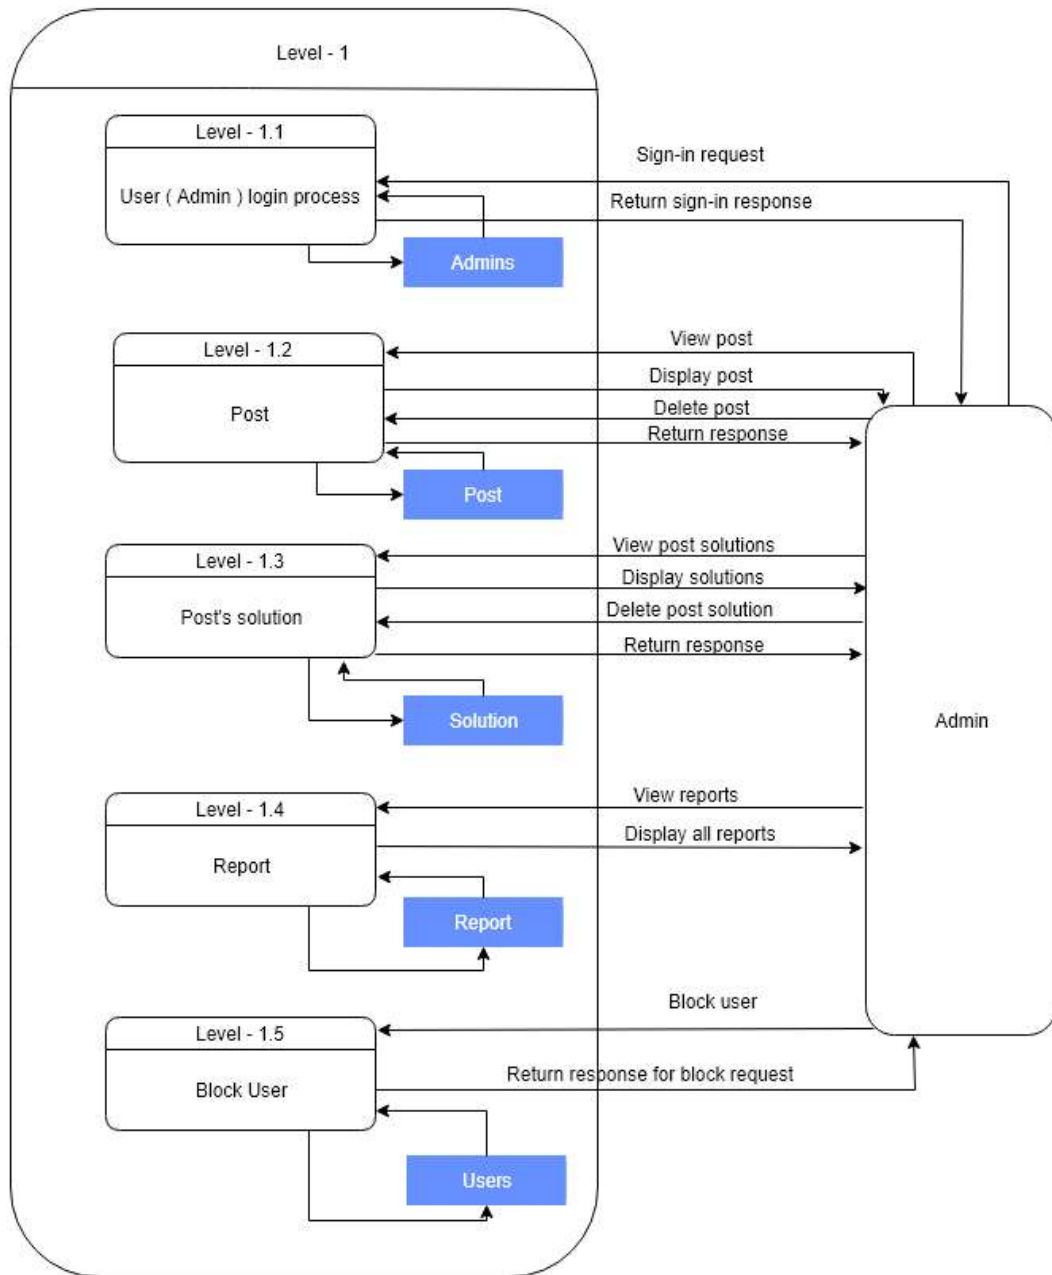 Level - 1
Level - 1.1
User ( Admin ) login process
Sign-in request
Return sign-in response
Admins
Level - 1.2
Post
View post
Display post
Delete post
Return response
Post
Level - 1.3
Post's solution
View post solutions
Display solutions
Delete post solution
Return response
Solution
Admin
Level - 1.4
Report
View reports
Display all reports
Report
Level - 1.5
Block User
Block user
Return response for block request
Users